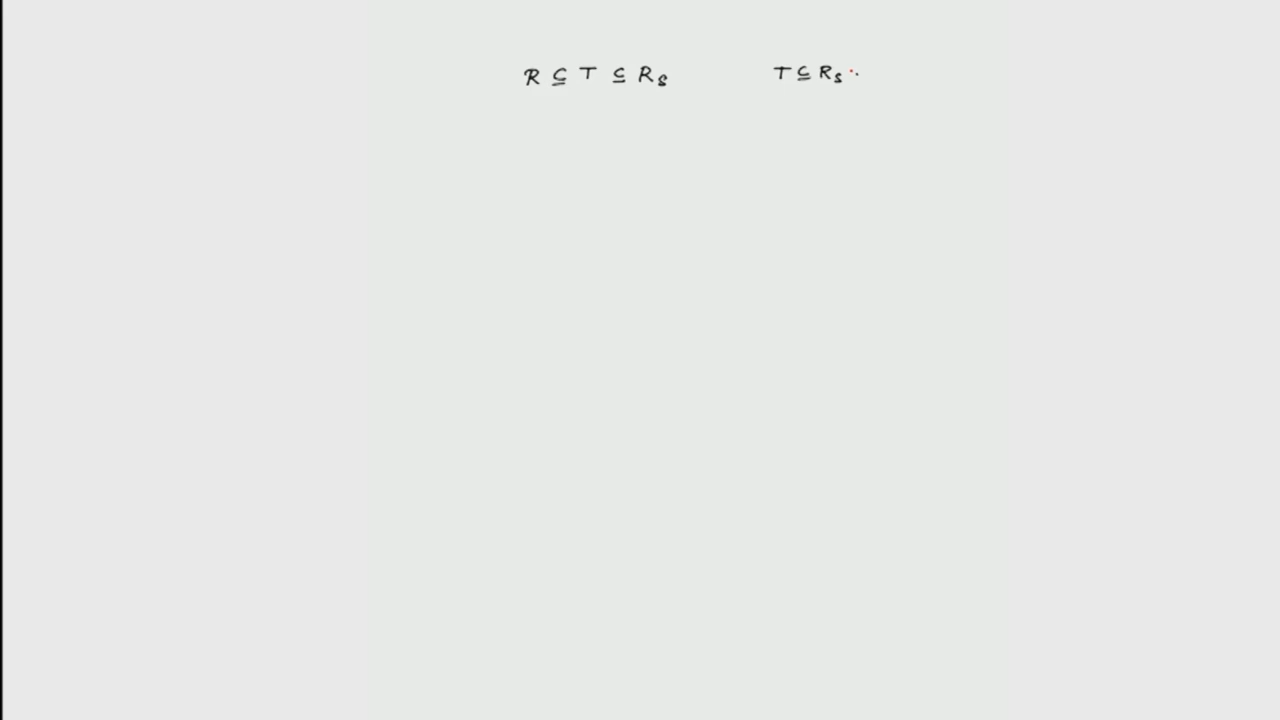 R ⊆ T ⊆ R_S    T ⊆ R_S